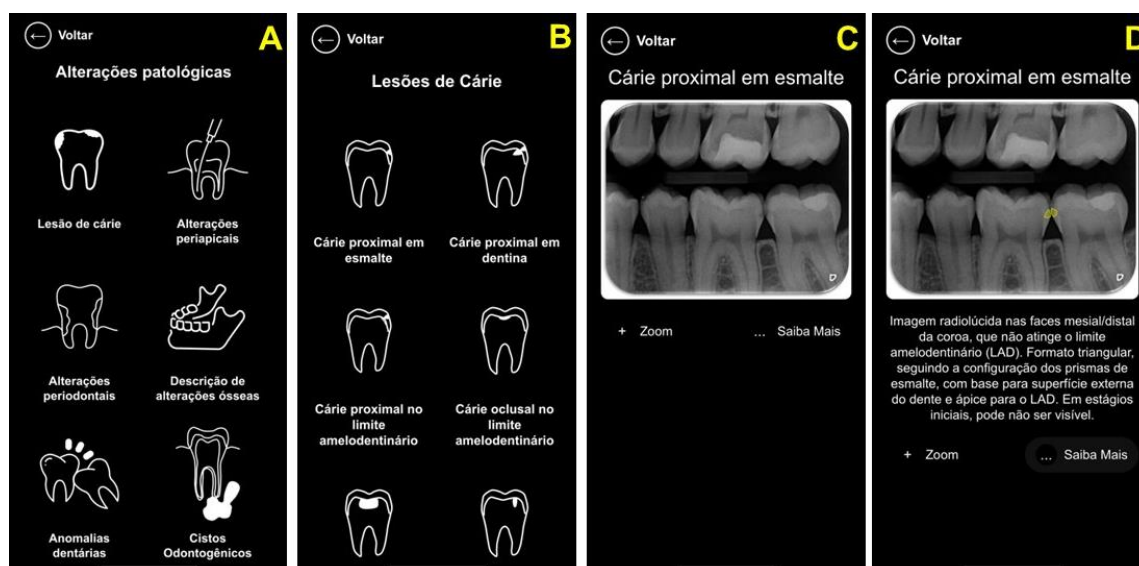 ← Voltar
A
Alterações patológicas
Lesão de cárie
Alterações
periapicais
Alterações
periodontais
Descrição de
alterações ósseas
Anomalias
dentárias
Cistos
Odontogênicos
← Voltar
B
Lesões de Cárie
Cárie proximal em
esmalte
Cárie proximal em
dentina
Cárie proximal no
limite
amelodentinário
Cárie oclusal no
limite
amelodentinário
← Voltar
C
Cárie proximal em esmalte
D
+ Zoom
... Saiba Mais
← Voltar
D
Cárie proximal em esmalte
D
Imagem radiolúcida nas faces mesial/distal
da coroa, que não atinge o limite
amelodentinário (LAD). Formato triangular,
seguindo a configuração dos prismas de
esmalte, com base para superfície externa
do dente e ápice para o LAD. Em estágios
iniciais, pode não ser visível.
+ Zoom
... Saiba Mais